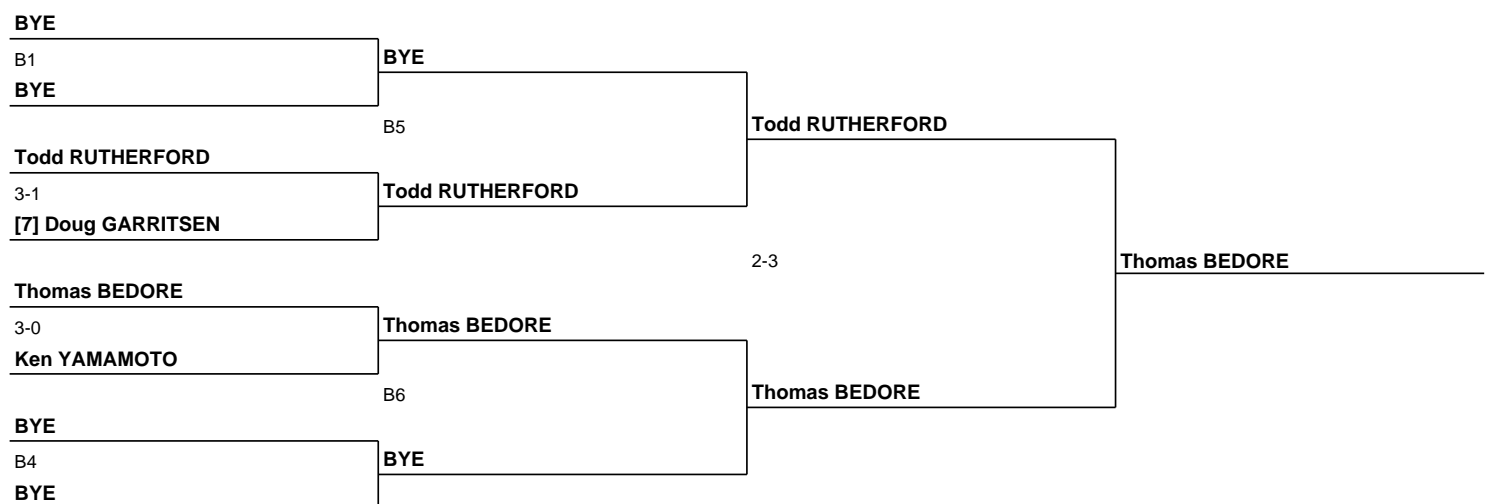 BYE
B1
BYE
BYE
B5
Todd RUTHERFORD
Todd RUTHERFORD
3-1
Todd RUTHERFORD
[7] Doug GARRITSEN
2-3
Thomas BEDORE
Thomas BEDORE
3-0
Thomas BEDORE
Ken YAMAMOTO
B6
Thomas BEDORE
BYE
B4
BYE
BYE